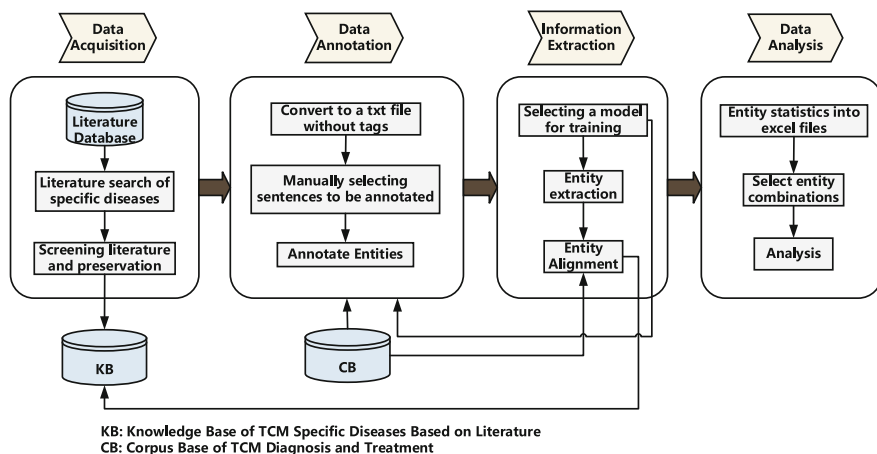 Data
Acquisition
Data
Annotation
Information
Extraction
Data
Analysis
Literature
Database
Literature search of
specific diseases
Screening literature
and preservation
KB
Convert to a txt file
without tags
Manually selecting
sentences to be annotated
Annotate Entities
CB
Selecting a model
for training
Entity
extraction
Entity
Alignment
Entity statistics into
excel files
Select entity
combinations
Analysis
KB: Knowledge Base of TCM Specific Diseases Based on Literature
CB: Corpus Base of TCM Diagnosis and Treatment